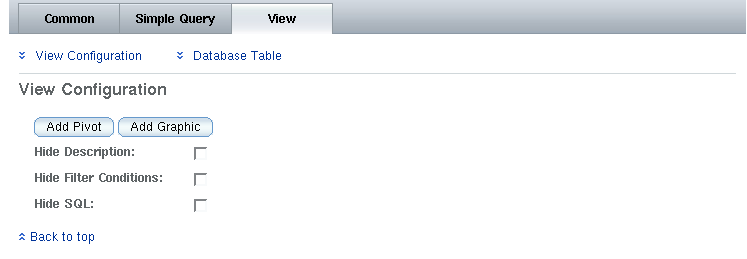 Common Simple Query View
View Configuration Database Table
View Configuration
Add Pivot Add Graphic
Hide Description:
Hide Filter Conditions:
Hide SQL:
Back to top